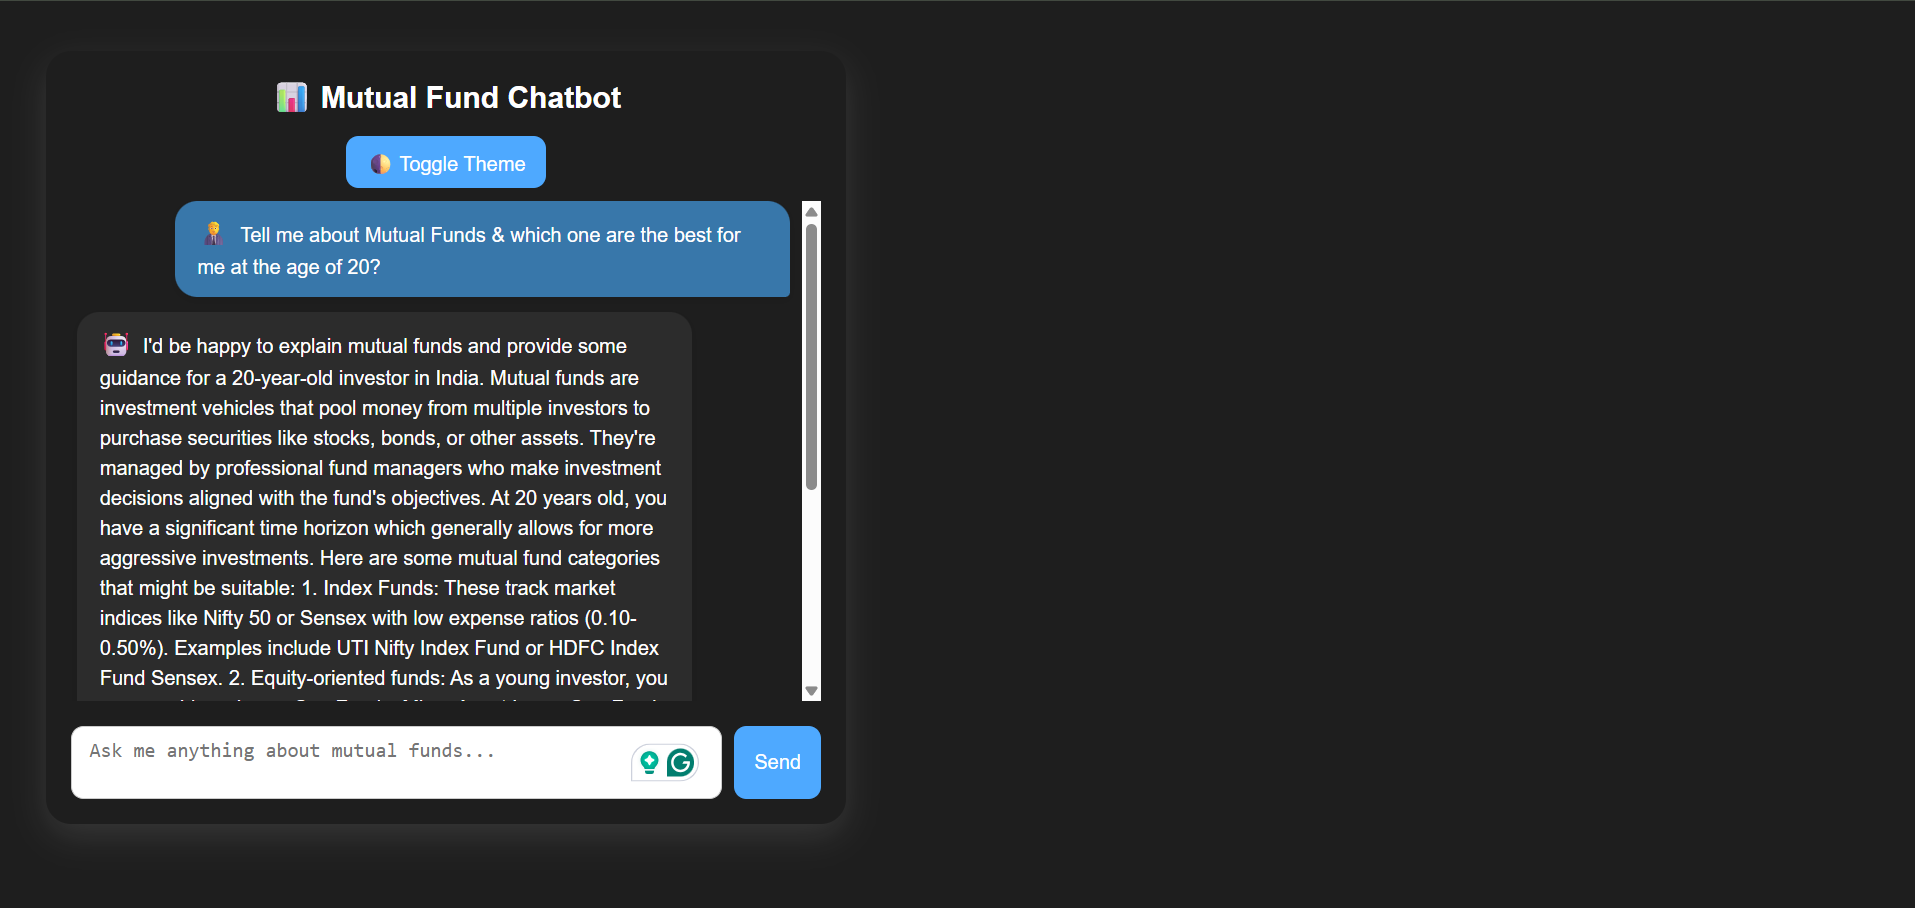 Mutual Fund Chatbot
Toggle Theme
Tell me about Mutual Funds & which one are the best for
me at the age of 20?
I'd be happy to explain mutual funds and provide some
guidance for a 20-year-old investor in India. Mutual funds are
investment vehicles that pool money from multiple investors to
purchase securities like stocks, bonds, or other assets. They're
managed by professional fund managers who make investment
decisions aligned with the fund's objectives. At 20 years old, you
have a significant time horizon which generally allows for more
aggressive investments. Here are some mutual fund categories
that might be suitable: 1. Index Funds: These track market
indices like Nifty 50 or Sensex with low expense ratios (0.10-
0.50%). Examples include UTI Nifty Index Fund or HDFC Index
Fund Sensex. 2. Equity-oriented funds: As a young investor, you
Ask me anything about mutual funds...
Send